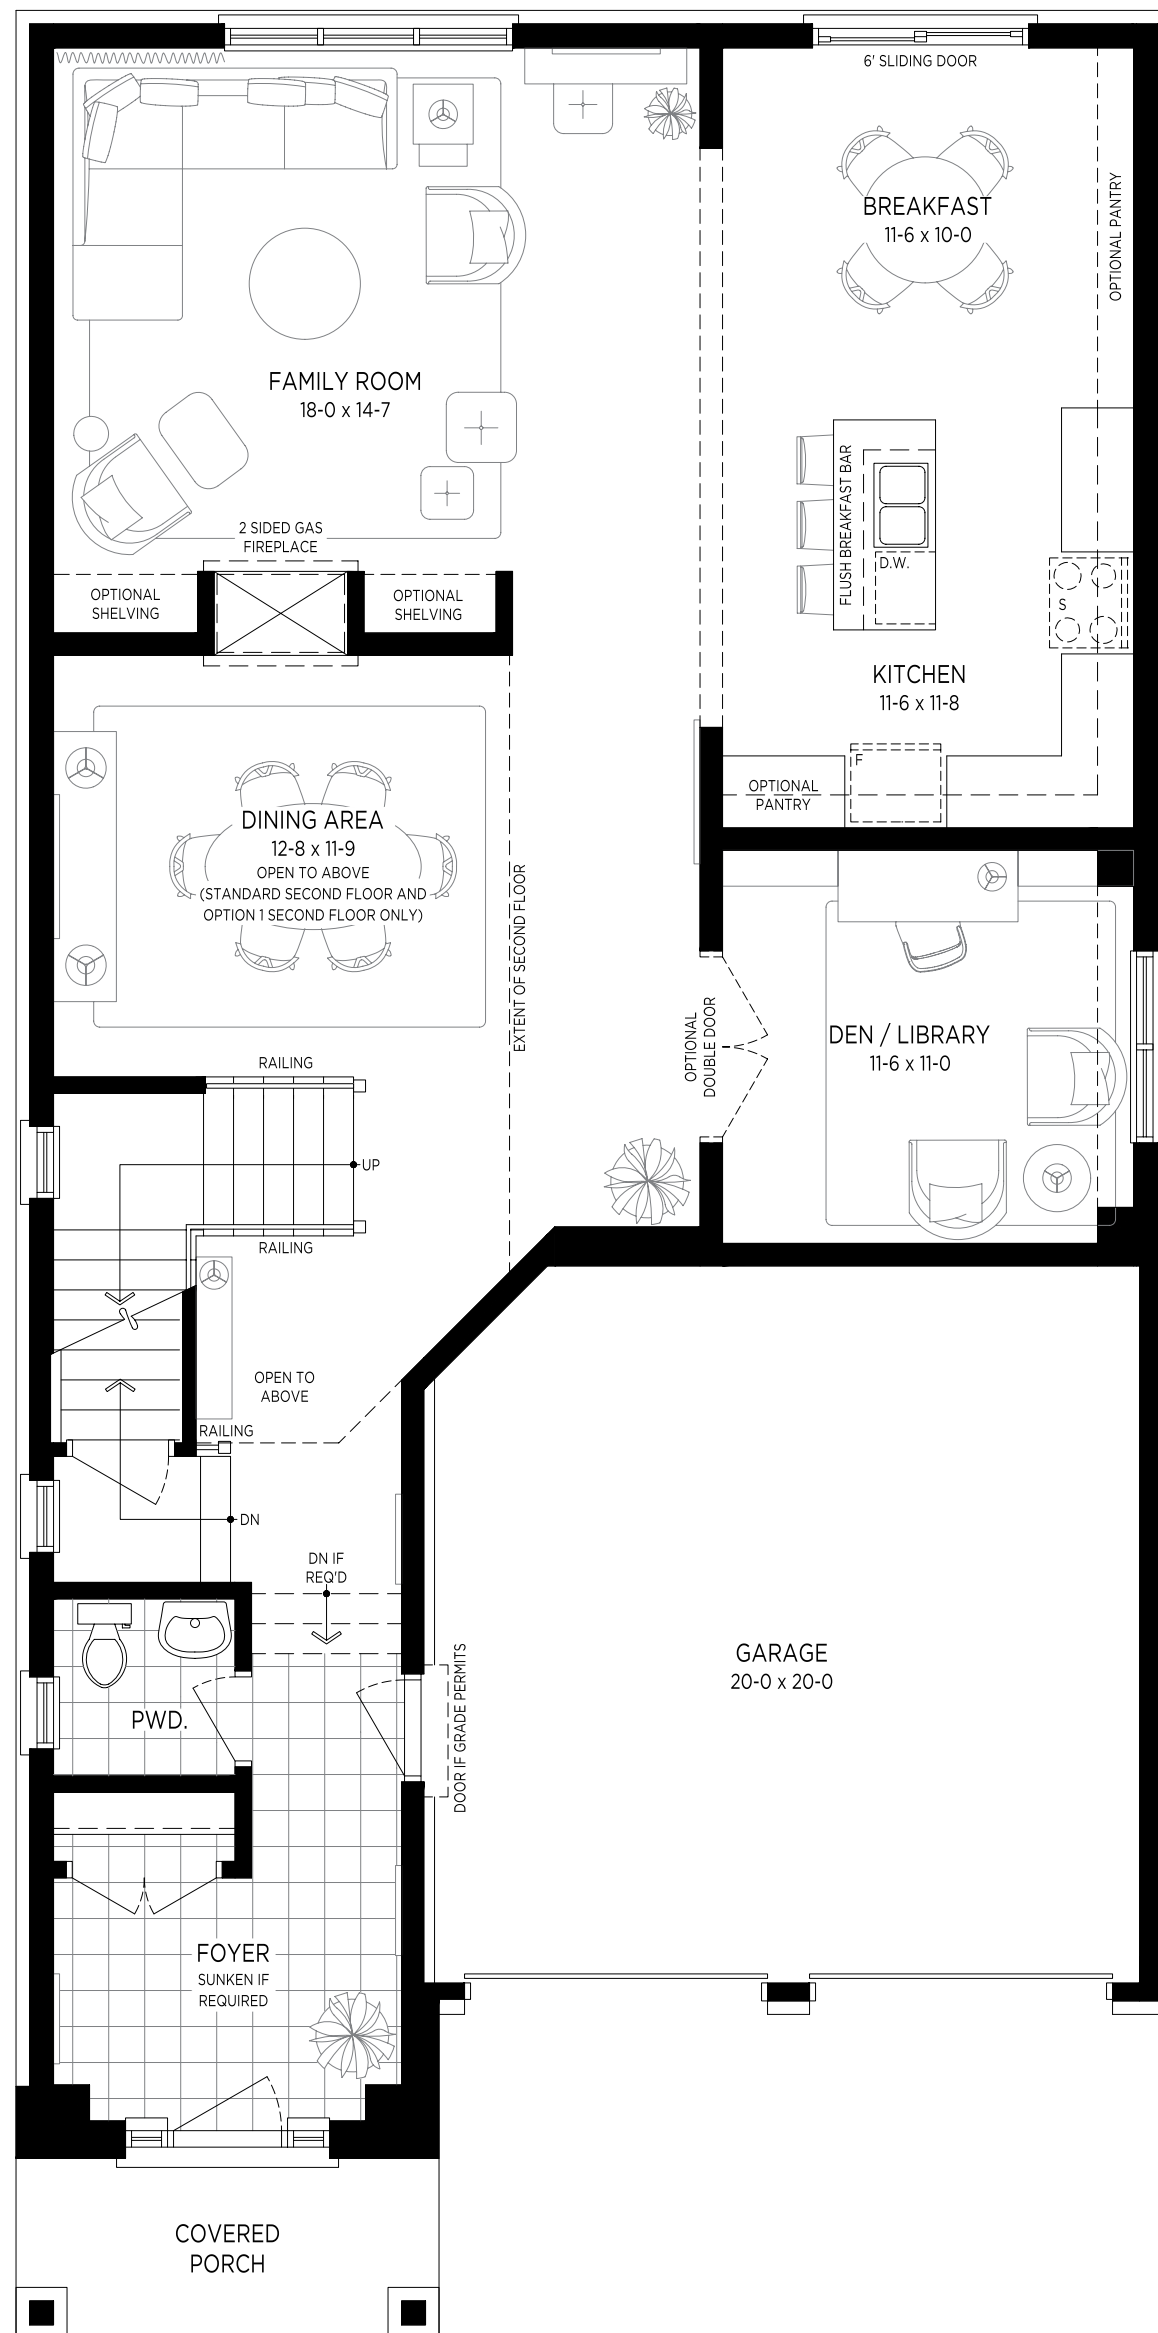 6' SLIDING DOOR
BREAKFAST
11-6 x 10-0
OPTIONAL PANTRY
FAMILY ROOM
18-0 x 14-7
2 SIDED GAS
FIREPLACE
OPTIONAL
SHELVING
OPTIONAL
SHELVING
FLUSH BREAKFAST BAR
D.W.
S
KITCHEN
11-6 x 11-8
F
OPTIONAL
PANTRY
DINING AREA
12-8 x 11-9
OPEN TO ABOVE
(STANDARD SECOND FLOOR AND
OPTION 1 SECOND FLOOR ONLY)
EXTENT OF SECOND FLOOR
OPTIONAL
DOUBLE DOOR
DEN / LIBRARY
11-6 x 11-0
RAILING
UP
RAILING
OPEN TO
ABOVE
RAILING
DN
DN IF
REQ'D
PWD.
DOOR IF GRADE PERMITS
GARAGE
20-0 x 20-0
FOYER
SUNKEN IF
REQUIRED
COVERED
PORCH